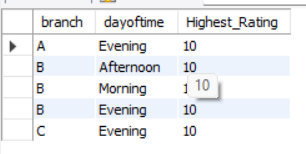 branch dayoftime Highest_Rating
A Evening 10
B Afternoon 10
B Morning 1
10
B Evening 10
C Evening 10